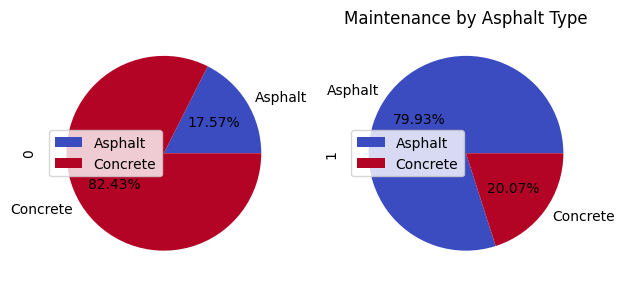 Maintenance by Asphalt Type
0
Asphalt
17.57%
Asphalt
Concrete
82.43%
Concrete
1
Asphalt
79.93%
Asphalt
Concrete
20.07%
Concrete